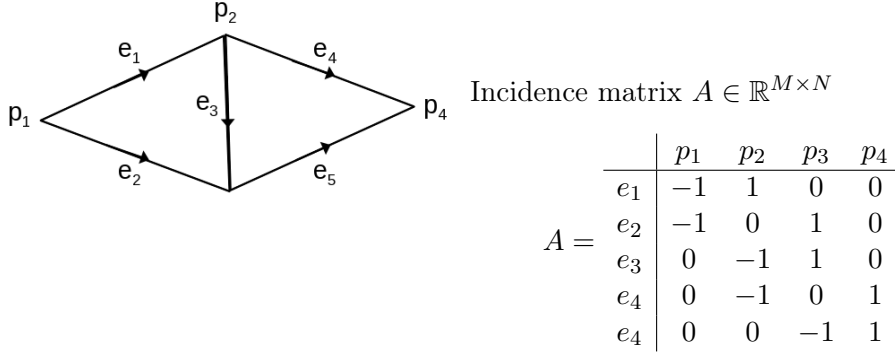 p₂
e₁
e₄
p₁
e₃
p₄
e₂
e₅
Incidence matrix A ∈ ℝ^{M×N}
p₁ p₂ p₃ p₄
e₁ −1 1 0 0
e₂ −1 0 1 0
A = e₃ 0 −1 1 0
e₄ 0 −1 0 1
e₄ 0 0 −1 1